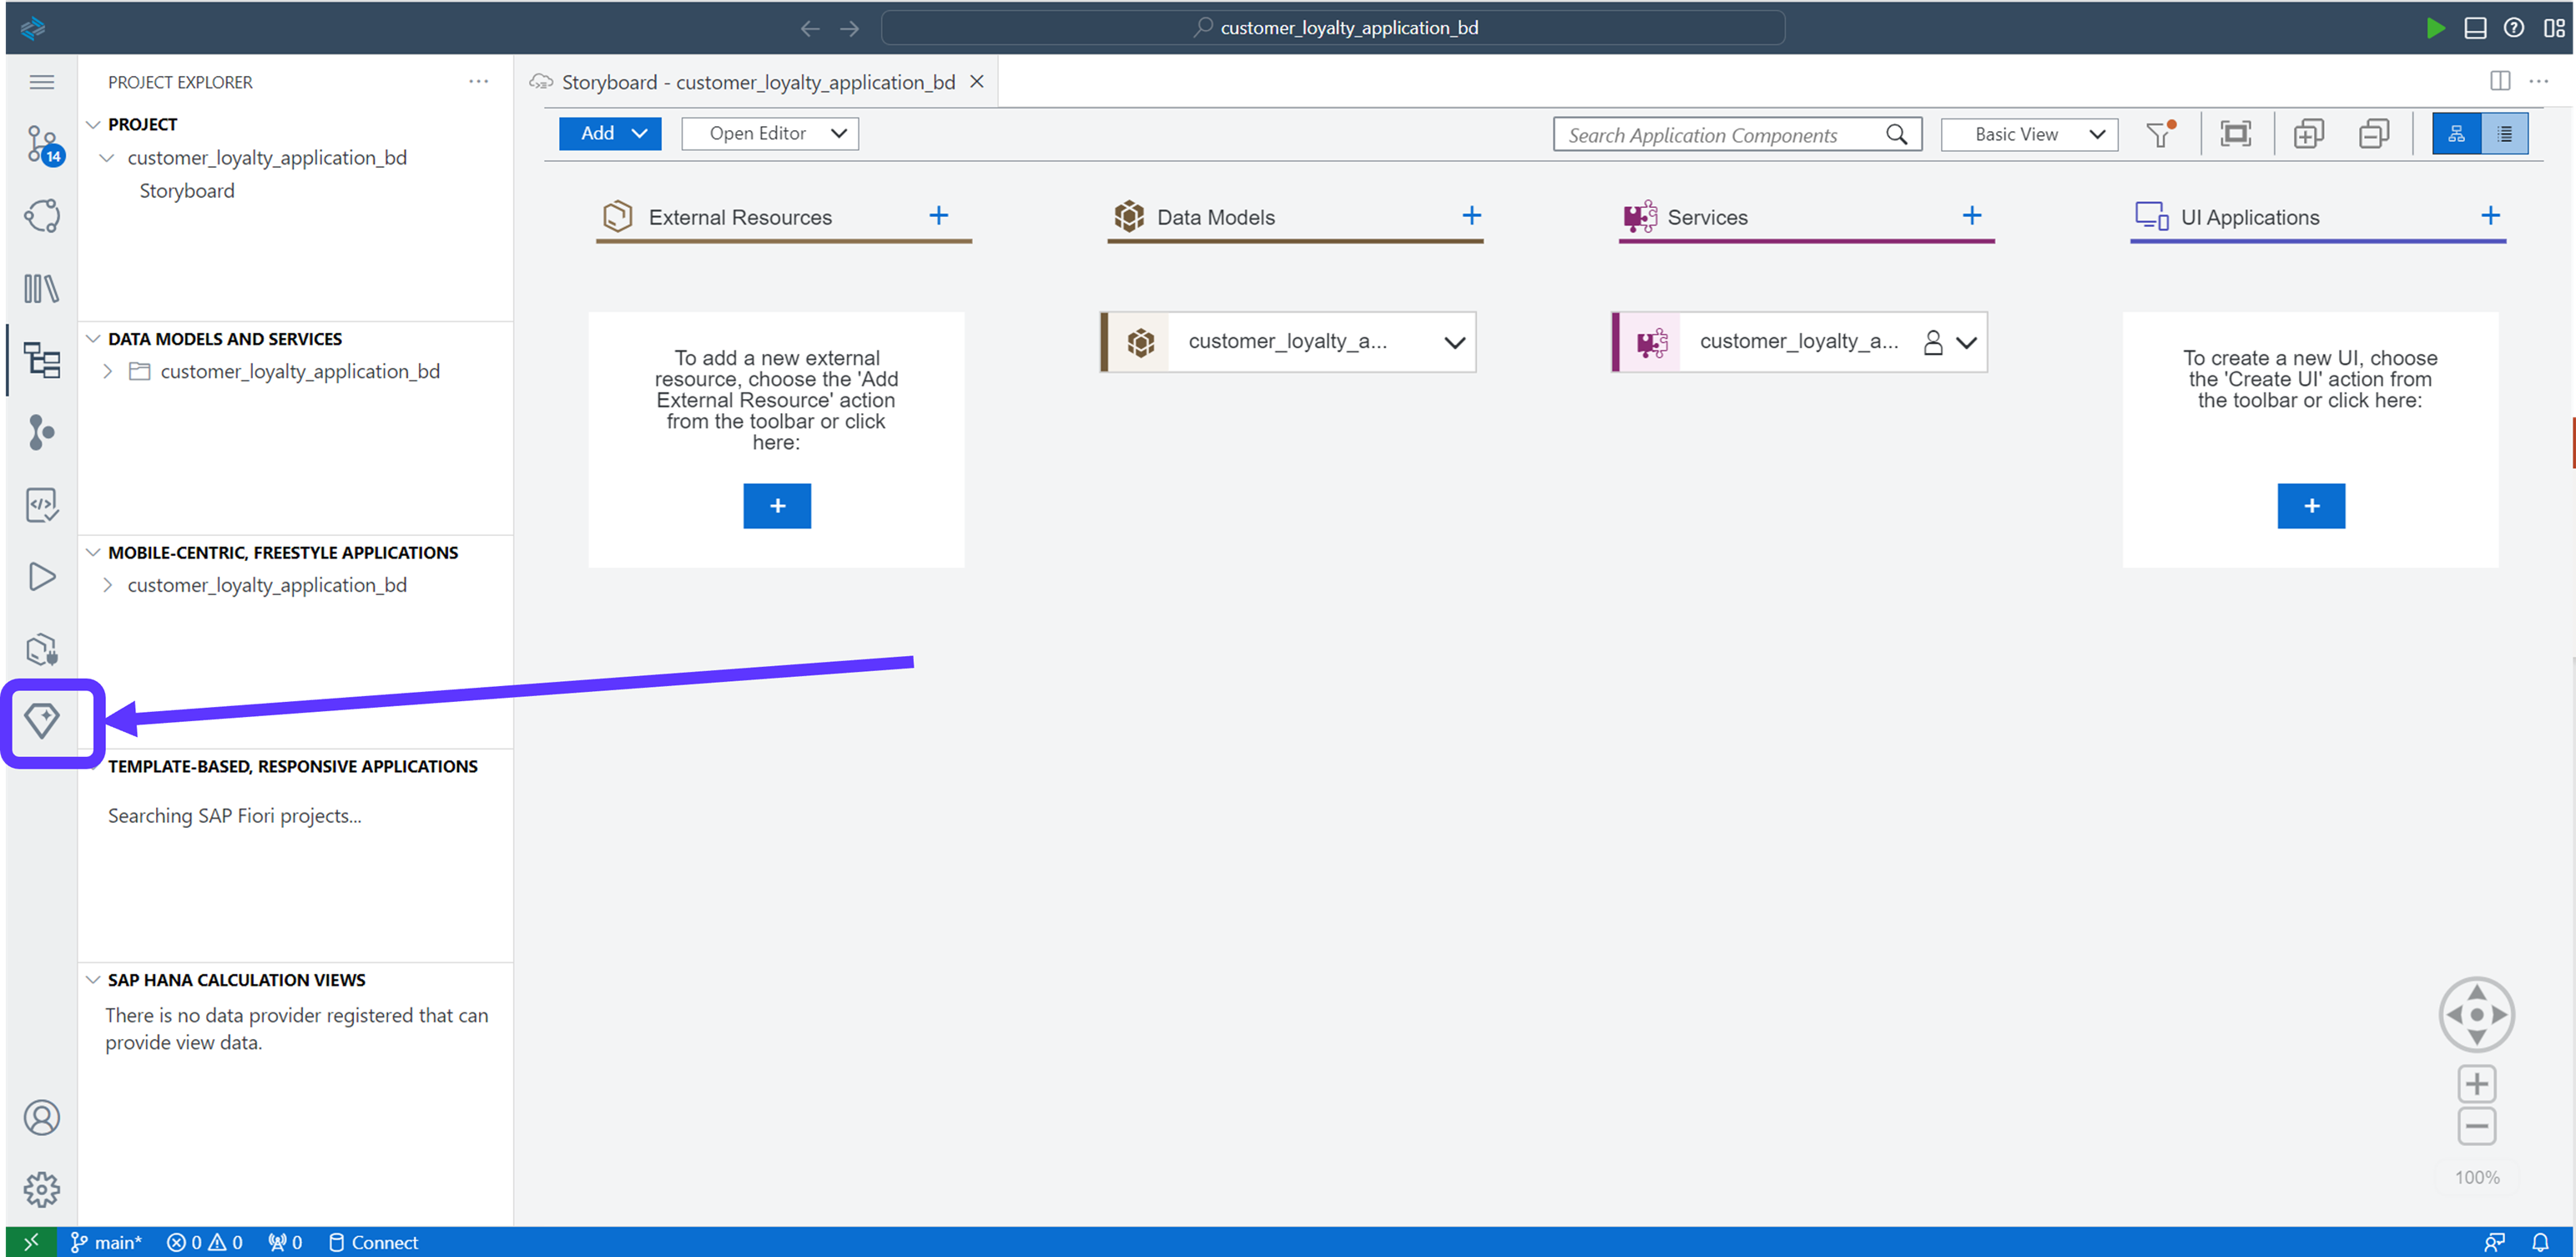 customer_loyalty_application_bd
PROJECT EXPLORER
PROJECT
customer_loyalty_application_bd
Storyboard
14
DATA MODELS AND SERVICES
customer_loyalty_application_bd
MOBILE-CENTRIC, FREESTYLE APPLICATIONS
customer_loyalty_application_bd
TEMPLATE-BASED, RESPONSIVE APPLICATIONS
Searching SAP Fiori projects...
SAP HANA CALCULATION VIEWS
There is no data provider registered that can
provide view data.
Storyboard - customer_loyalty_application_bd
Add
Open Editor
Search Application Components
Basic View
External Resources
Data Models
Services
UI Applications
To add a new external
resource, choose the 'Add
External Resource' action
from the toolbar or click
here:
+
customer_loyalty_a...
customer_loyalty_a...
To create a new UI, choose
the 'Create UI' action from
the toolbar or click here:
+
100%
main*
0
0
0
Connect